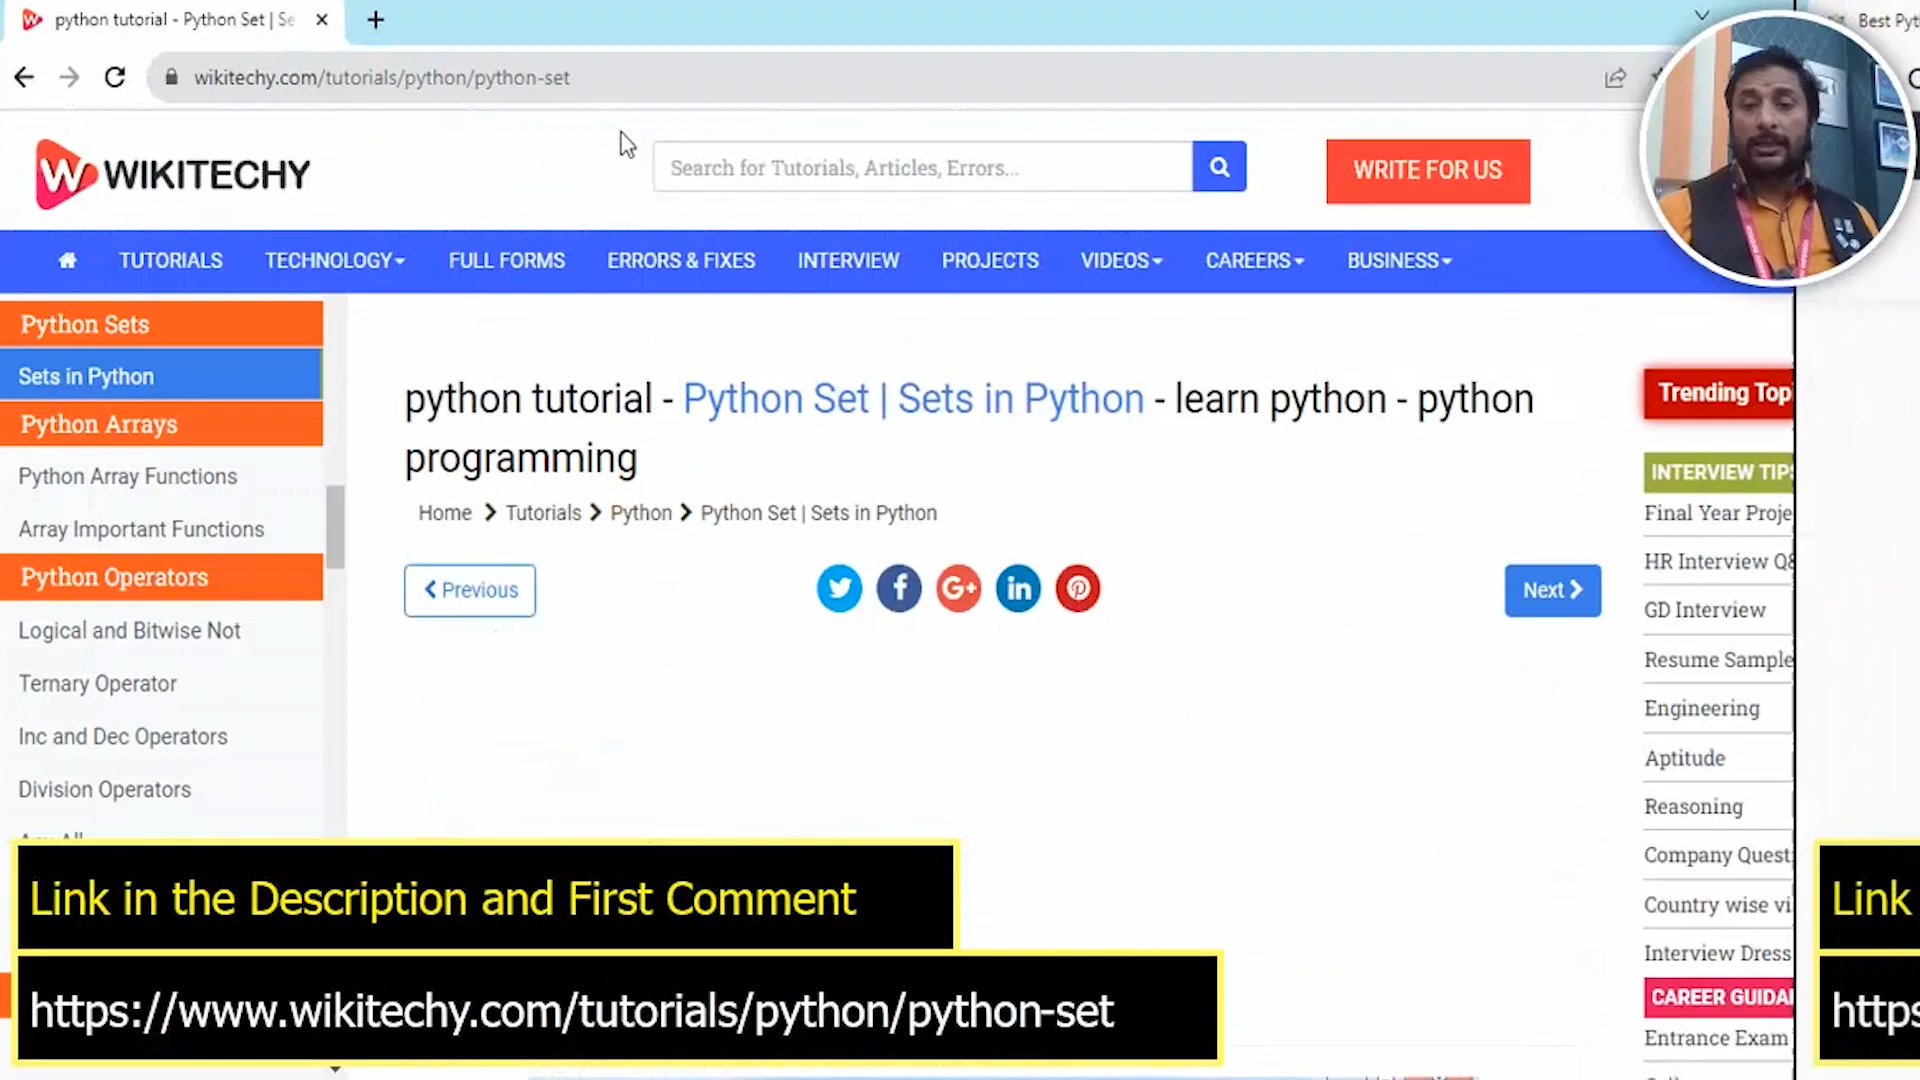 python tutorial - Python Set | Se
Best Pyt
wikitechy.com/tutorials/python/python-set
W WIKITECHY
Search for Tutorials, Articles, Errors...
WRITE FOR US
TUTORIALS
TECHNOLOGY
FULL FORMS
ERRORS & FIXES
INTERVIEW
PROJECTS
VIDEOS
CAREERS
BUSINESS
Python Sets
Sets in Python
Python Arrays
Python Array Functions
Array Important Functions
Python Operators
Logical and Bitwise Not
Ternary Operator
Inc and Dec Operators
Division Operators
python tutorial - Python Set | Sets in Python - learn python - python
programming
Home > Tutorials > Python > Python Set | Sets in Python
Previous
G+
in
Next
Trending Top
INTERVIEW TIPS
Final Year Proje
HR Interview Q&
GD Interview
Resume Sample
Engineering
Aptitude
Reasoning
Company Quest
Country wise vi
Interview Dress
CAREER GUIDAN
Entrance Exam
Link in the Description and First Comment
https://www.wikitechy.com/tutorials/python/python-set
Link
https